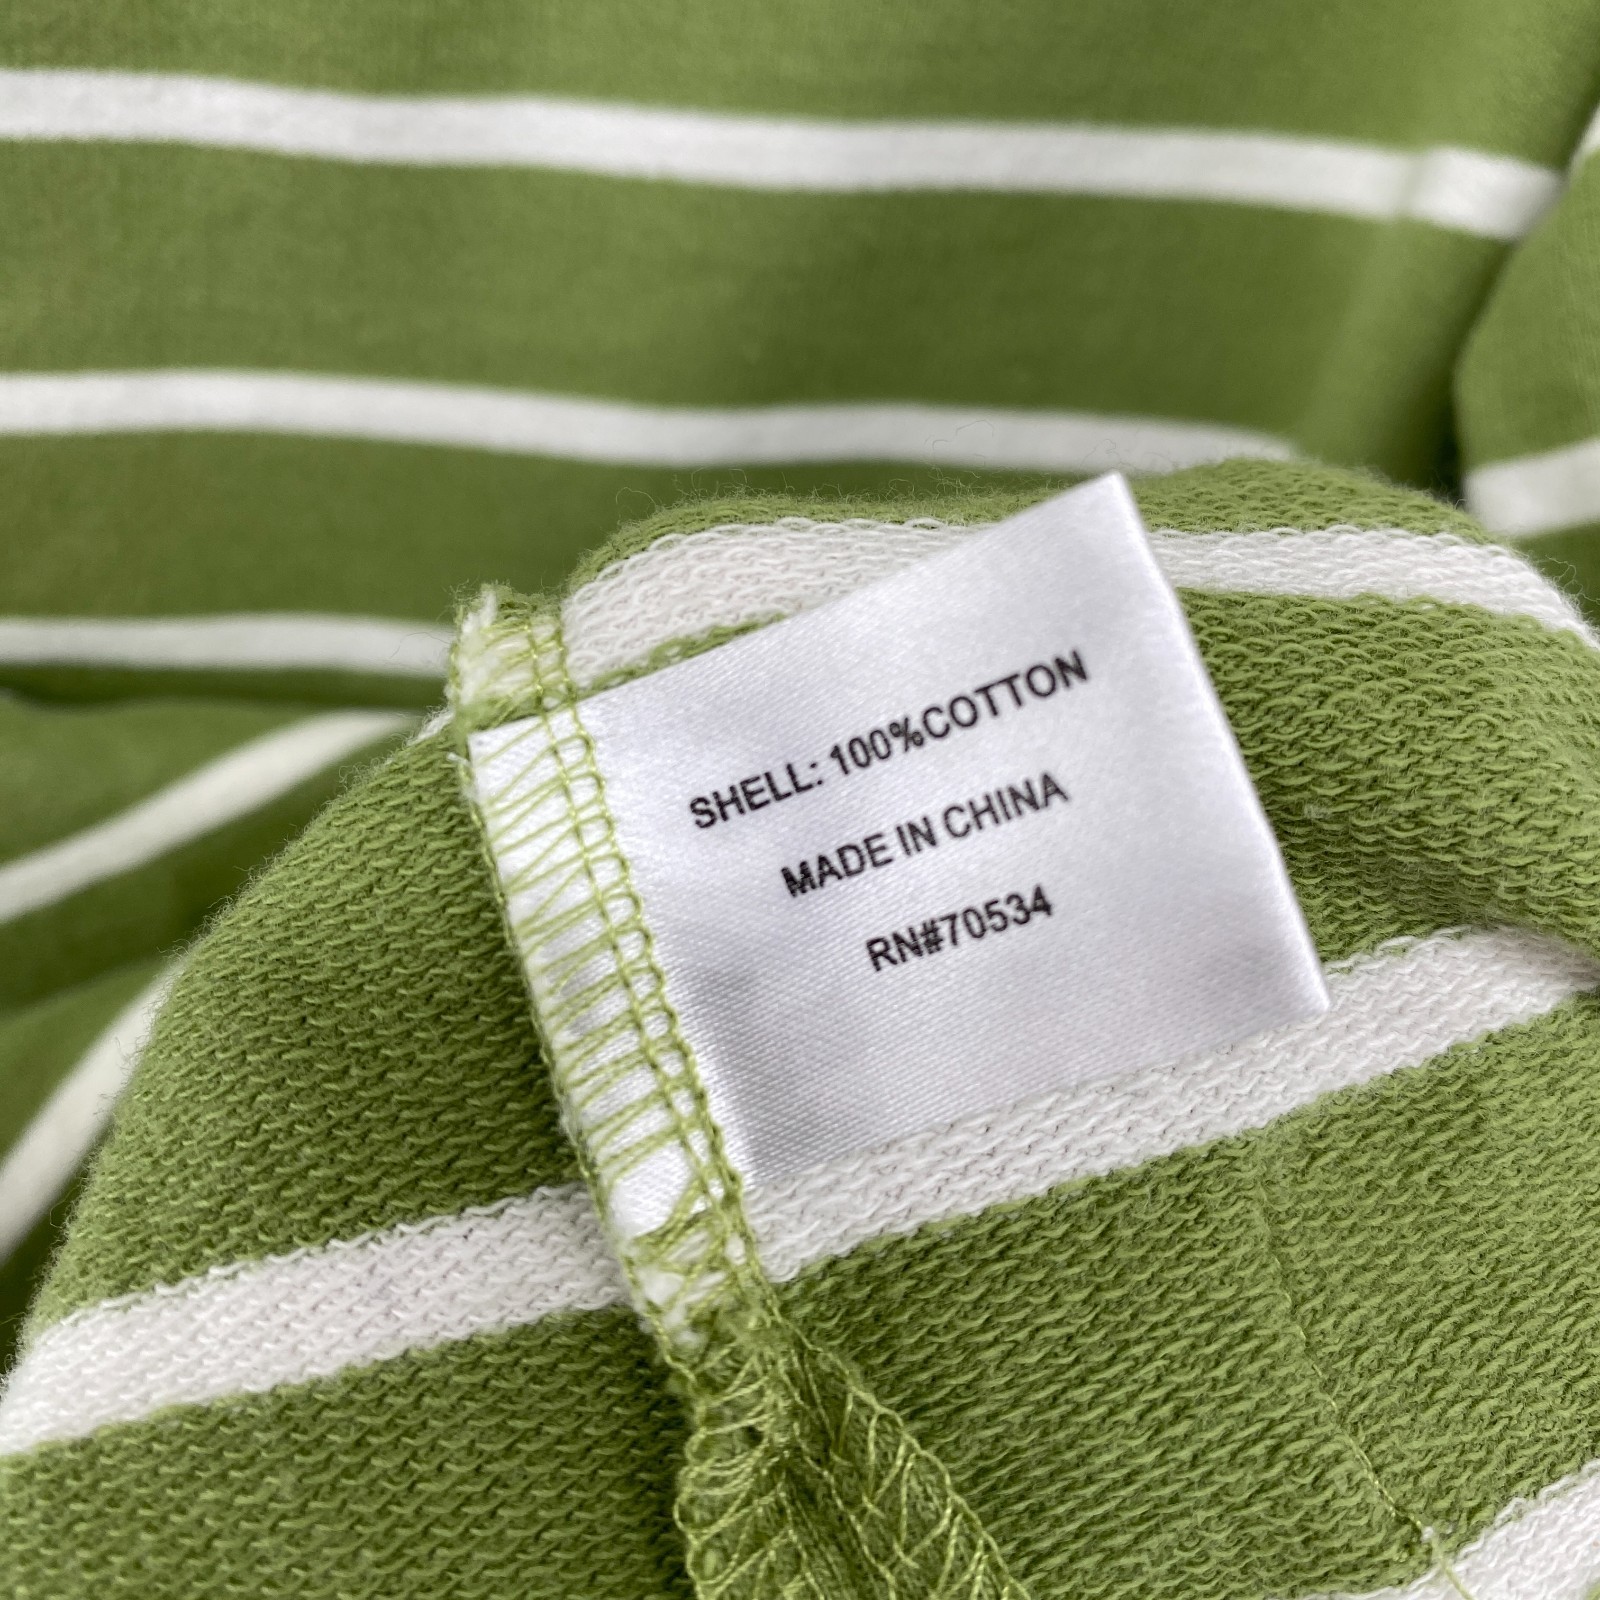 SHELL: 100%COTTON
MADE IN CHINA
RN#70534